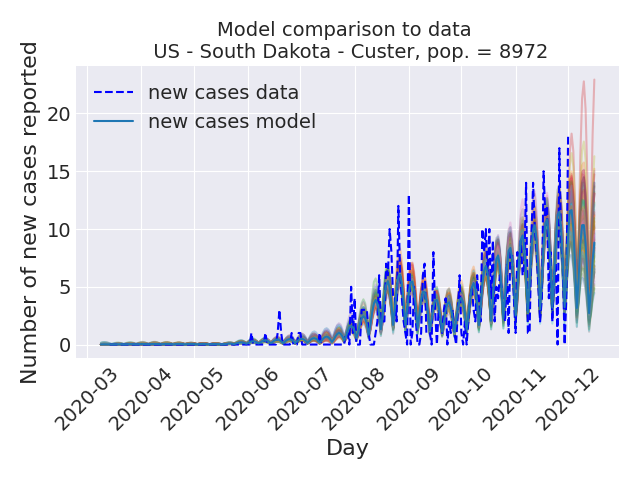 Model comparison to data
US - South Dakota - Custer, pop. = 8972
Number of new cases reported
20
15
10
5
0
new cases data
new cases model
2020-03
2020-04
2020-05
2020-06
2020-07
2020-08
2020-09
2020-10
2020-11
2020-12
Day